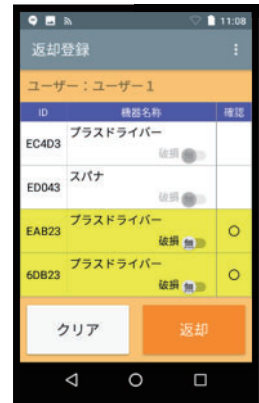 11:08
返却登録
ユーザー：ユーザー1
ID 機器名称 確認
プラスドライバー
EC4D3
破損 無
スパナ
ED043
破損 無
プラスドライバー
EAB23 ○
破損 無
プラスドライバー
6DB23 ○
破損 無
クリア 返却